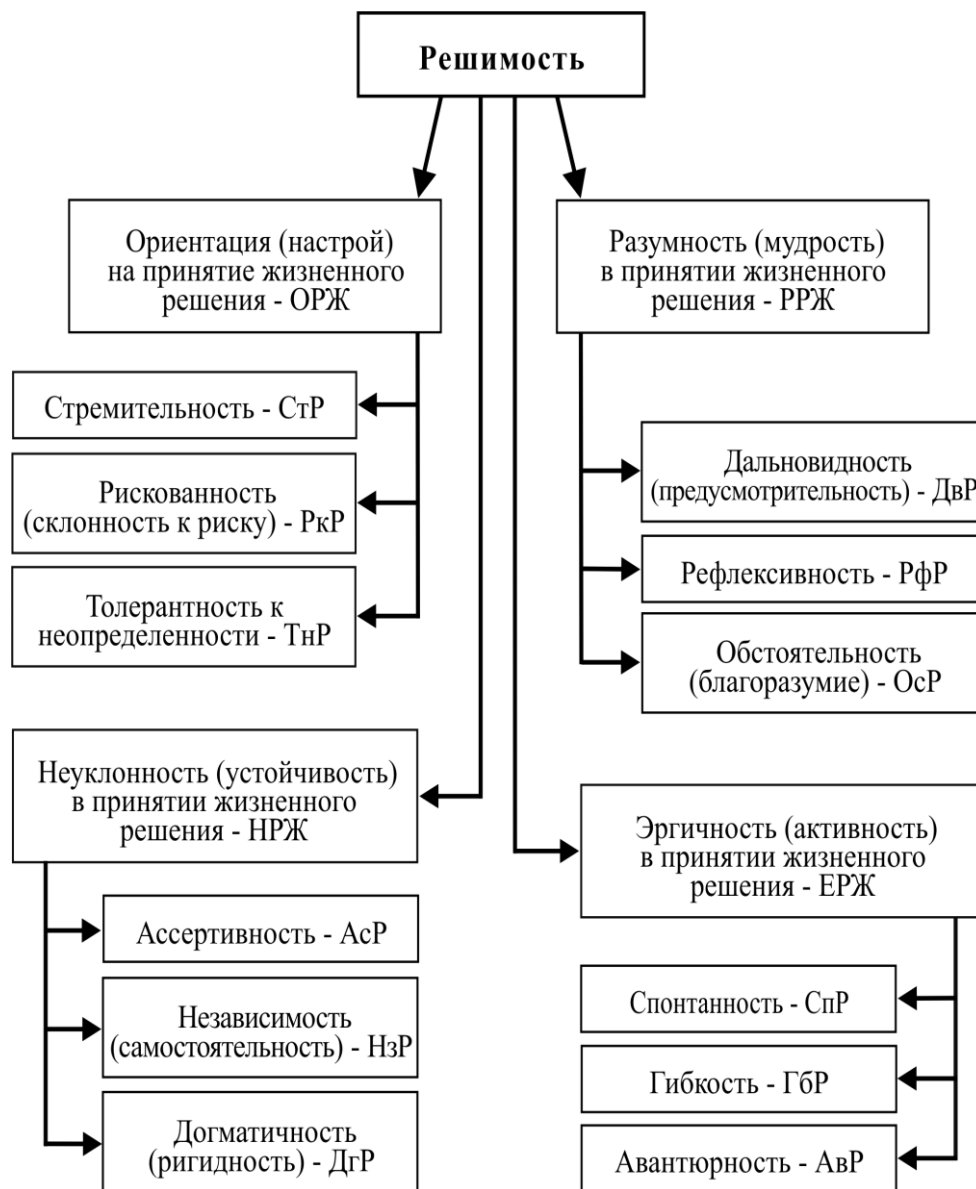 Решимость
Ориентация (настрой)
на принятие жизненного
решения - ОРЖ
Стремительность - СтР
Рискованность
(склонность к риску) - РкР
Толерантность к
неопределенности - ТнР
Разумность (мудрость)
в принятии жизненного
решения - РРЖ
Дальновидность
(предусмотрительность) - ДвР
Рефлексивность - РфР
Обстоятельность
(благоразумие) - ОсР
Неуклонность (устойчивость)
в принятии жизненного
решения - НРЖ
Ассертивность - АсР
Независимость
(самостоятельность) - НзР
Догматичность
(ригидность) - ДгР
Эргичность (активность)
в принятии жизненного
решения - ЕРЖ
Спонтанность - СпР
Гибкость - ГбР
Авантюрность - АвР